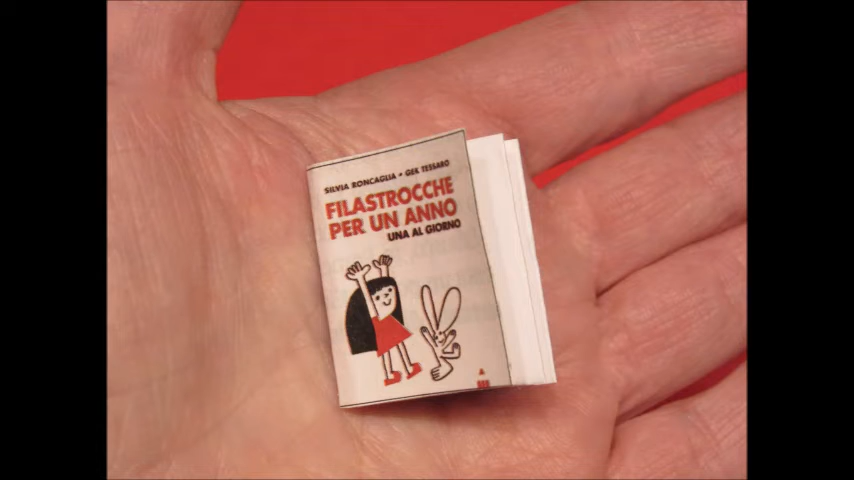 SILVIA RONCAGLIA • GEK TESSARO
FILASTROCCHE
PER UN ANNO
UNA AL GIORNO